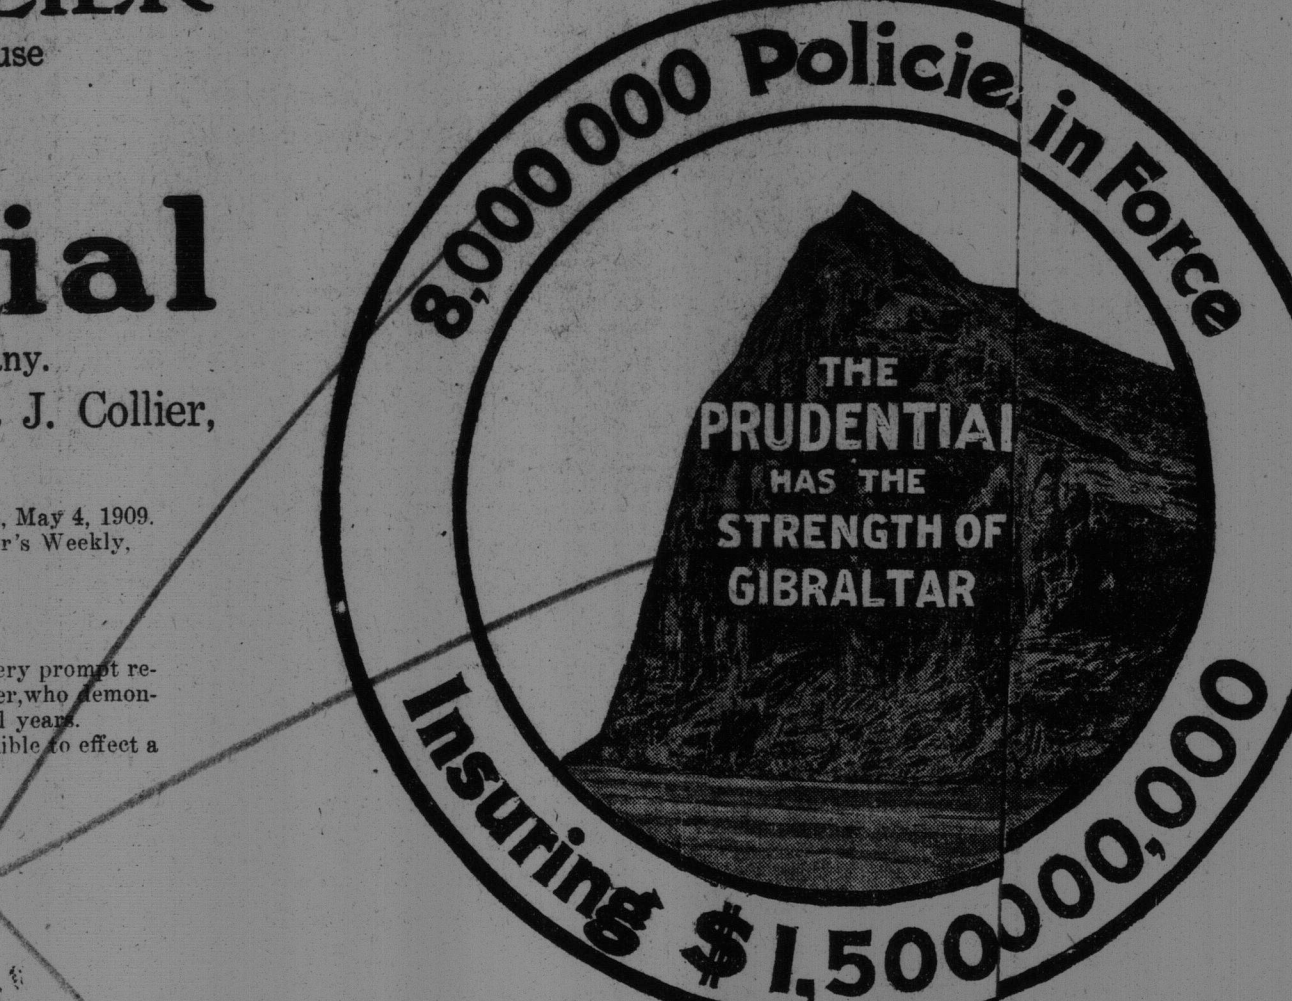 use
ial
ny.
J. Collier,
, May 4, 1909.
r's Weekly,
ery prompt re-
er,who demon-
l years.
ible to effect a
8,000 000 Policie in Force
THE
PRUDENTIAL
HAS THE
STRENGTH OF
GIBRALTAR
Insuring $1,500,000,000